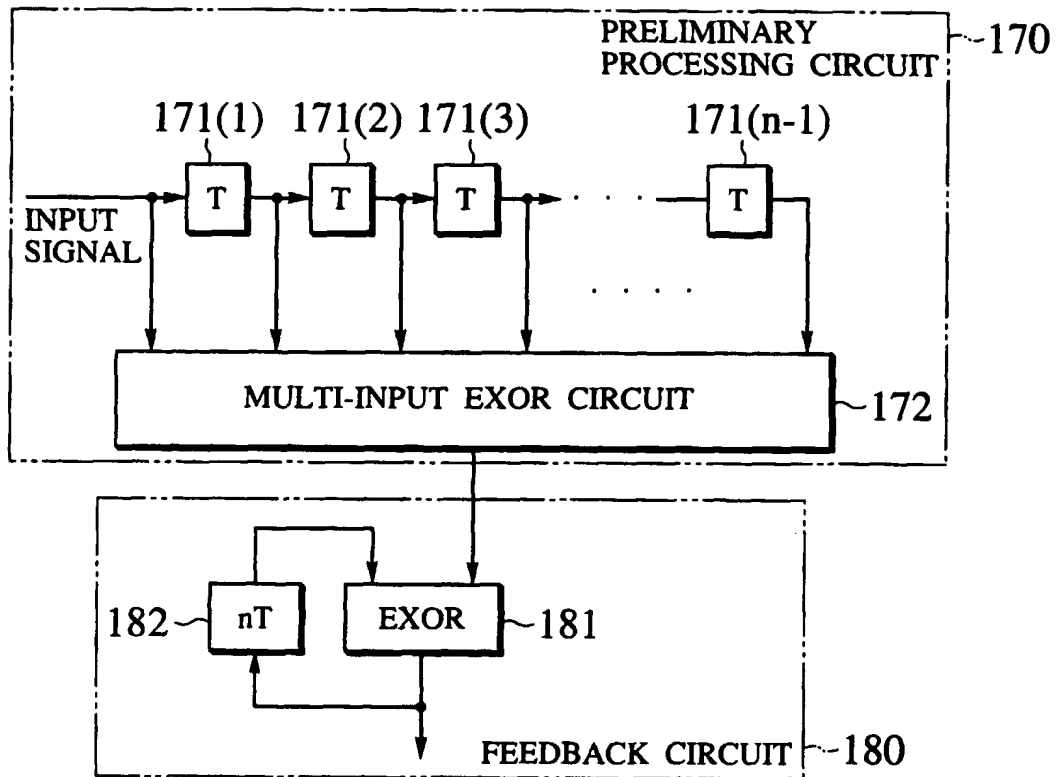 PRELIMINARY
PROCESSING CIRCUIT
170
171(1) 171(2) 171(3) 171(n-1)
T T T · · · · T
INPUT
SIGNAL
· · · ·
MULTI-INPUT EXOR CIRCUIT
172
182 nT EXOR 181
FEEDBACK CIRCUIT 180